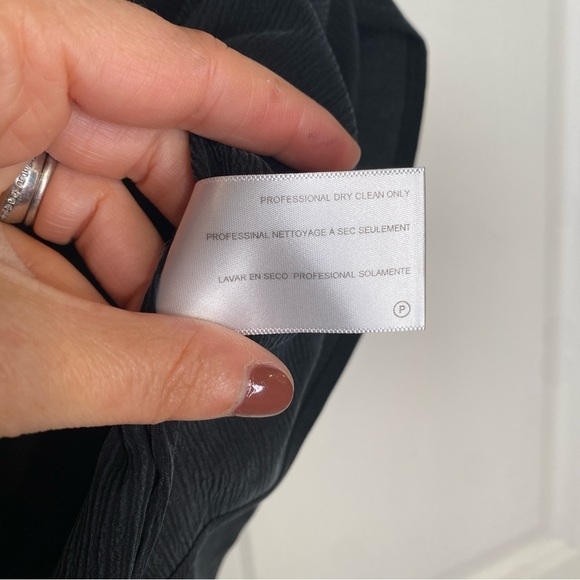 PROFESSIONAL DRY CLEAN ONLY
PROFESSINAL NETTOYAGE À SEC SEULEMENT
LAVAR EN SECO PROFESIONAL SOLAMENTE
P